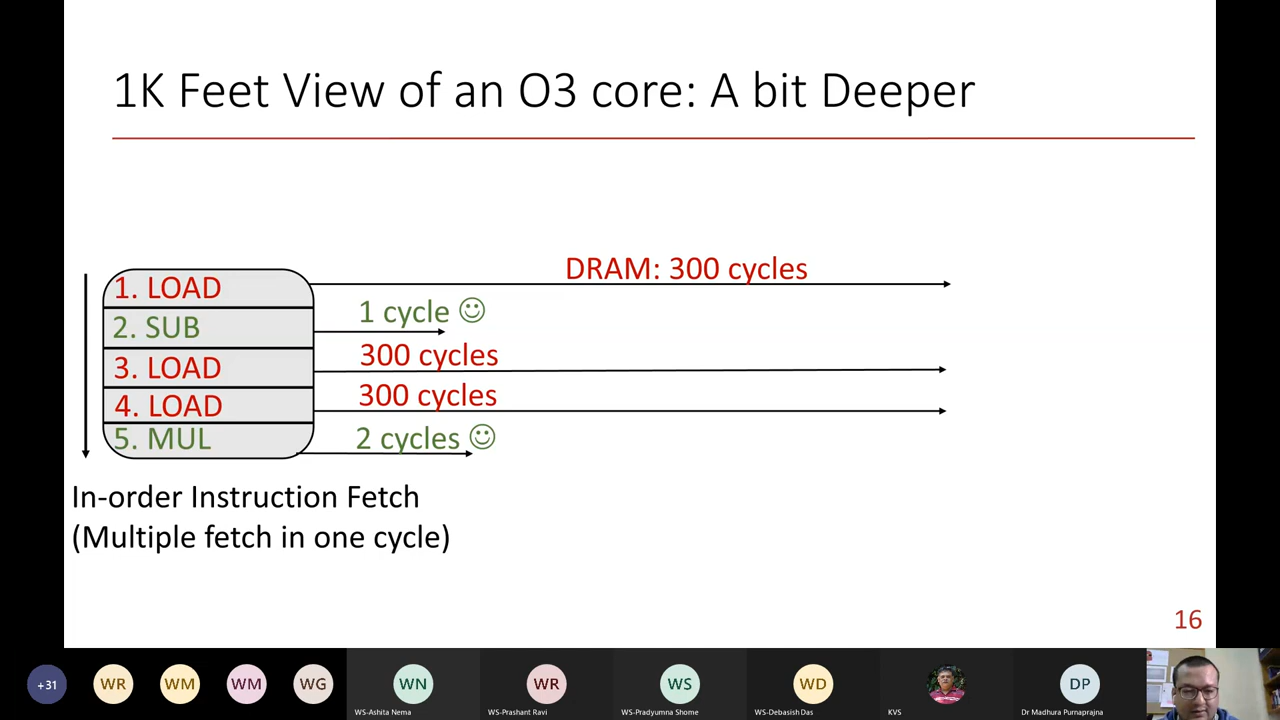 1K Feet View of an O3 core: A bit Deeper
DRAM: 300 cycles
1. LOAD
1 cycle ☺
2. SUB
300 cycles
3. LOAD
300 cycles
4. LOAD
2 cycles ☺
5. MUL
In-order Instruction Fetch
(Multiple fetch in one cycle)
16
+31
WR
WM
WM
WG
WN
WR
WS
WD
DP
WS-Ashita Nema
WS-Prashant Ravi
WS-Pradyumna Shome
WS-Debasish Das
KVS
Dr Madhura Purnaprajna